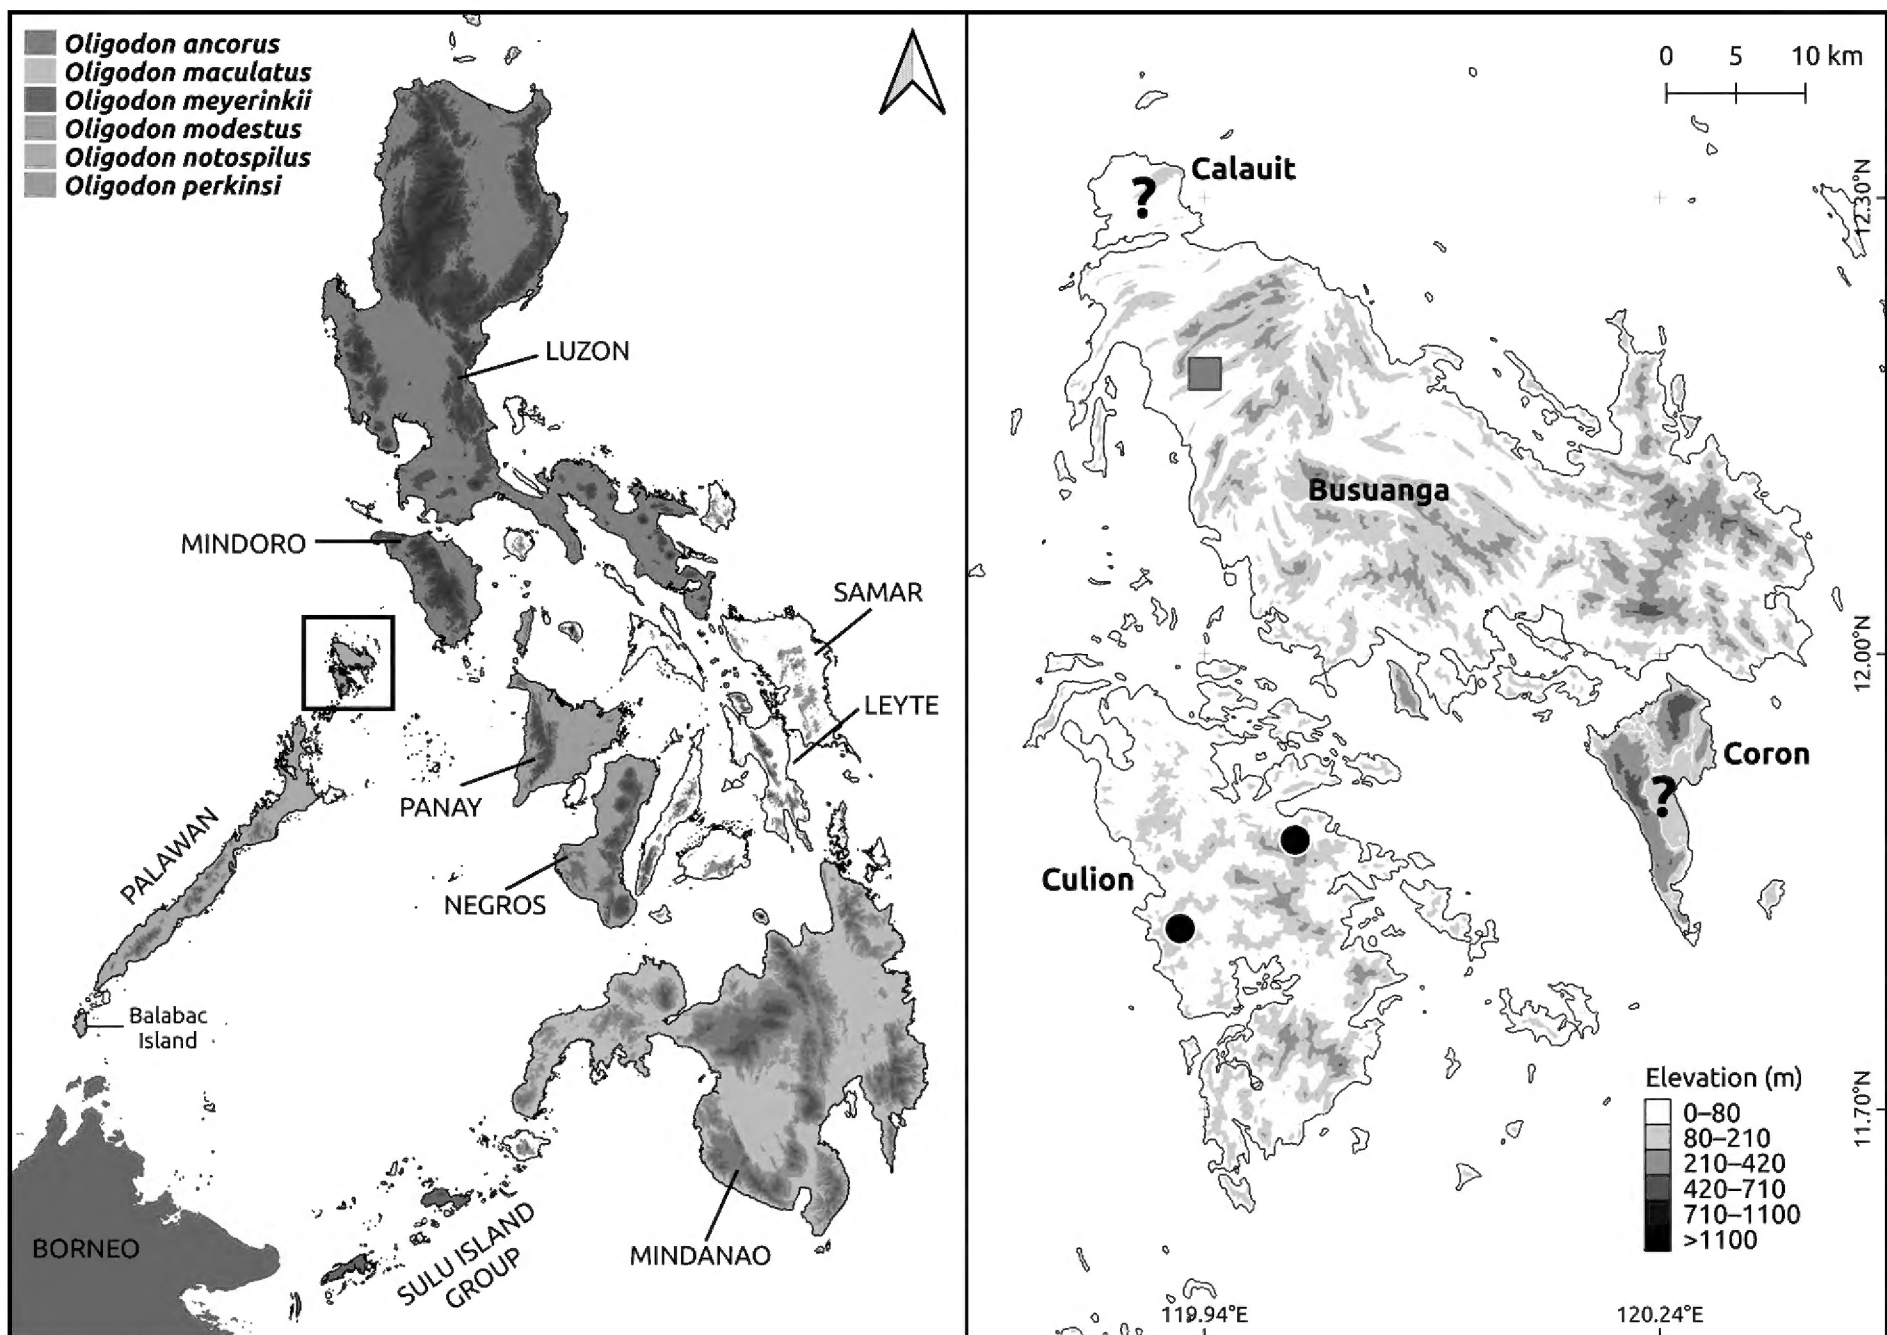 Oligodon ancorus
Oligodon maculatus
Oligodon meyerinkii
Oligodon modestus
Oligodon notospilus
Oligodon perkinsi
LUZON
MINDORO
SAMAR
LEYTE
PANAY
PALAWAN
NEGROS
Balabac
Island
BORNEO
SULU ISLAND
GROUP
MINDANAO
0 5 10 km
Calauit
?
12.30°N
Busuanga
12.00°N
Coron
?
Culion
11.70°N
Elevation (m)
0–80
80–210
210–420
420–710
710–1100
>1100
119.94°E
120.24°E